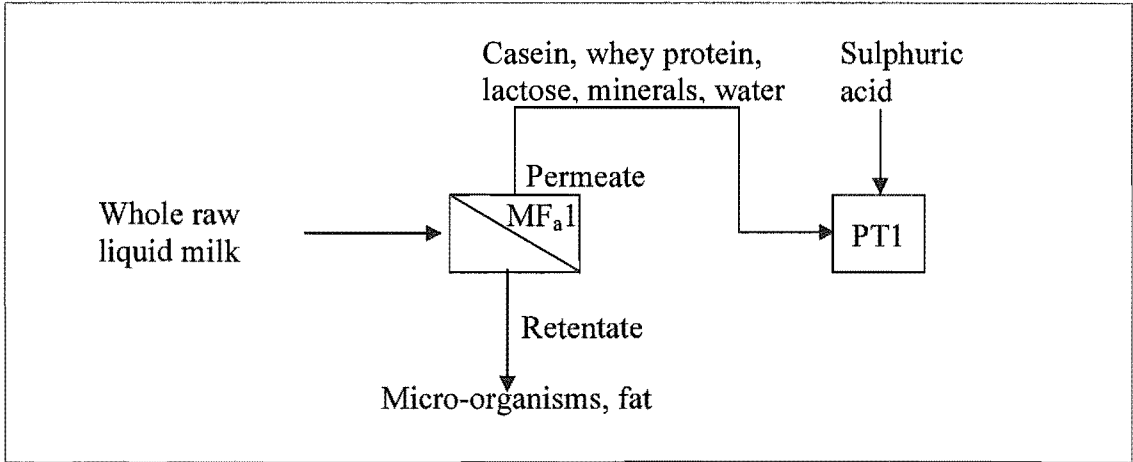 Casein, whey protein,
lactose, minerals, water
Sulphuric
acid
Permeate
Whole raw
liquid milk
MFa1
PT1
Retentate
Micro-organisms, fat